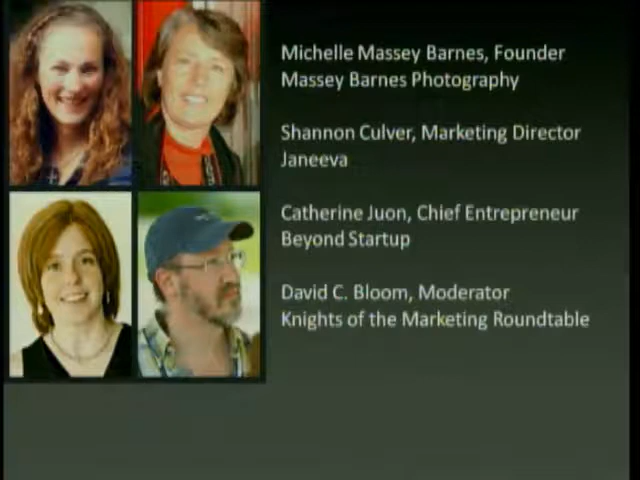 Michelle Massey Barnes, Founder
Massey Barnes Photography
Shannon Culver, Marketing Director
Janeeva
Catherine Juon, Chief Entrepreneur
Beyond Startup
David C. Bloom, Moderator
Knights of the Marketing Roundtable